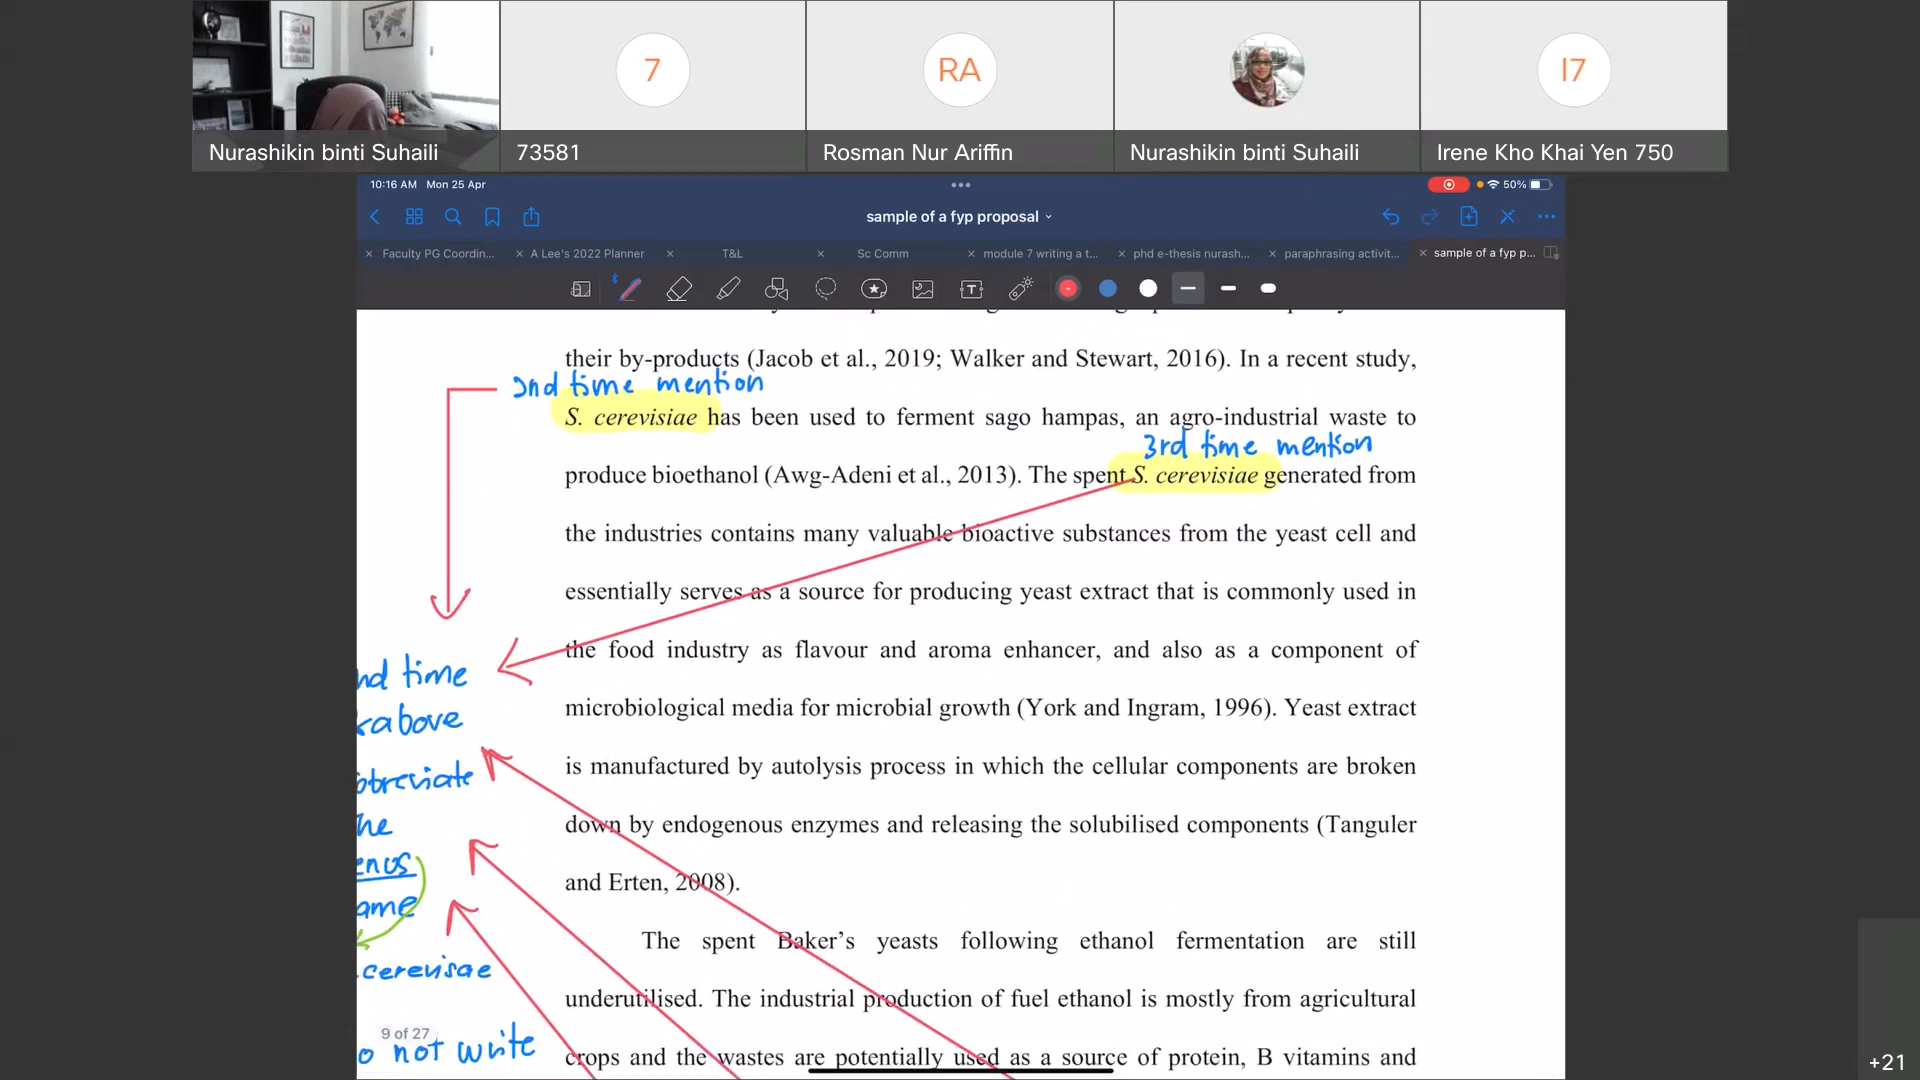 7
RA
I7
Nurashikin binti Suhaili
73581
Rosman Nur Ariffin
Nurashikin binti Suhaili
Irene Kho Khai Yen 750
10:16 AM Mon 25 Apr
50%
sample of a fyp proposal
Faculty PG Coordin...
A Lee's 2022 Planner
T&L
Sc Comm
module 7 writing a t...
phd e-thesis nurash...
paraphrasing activit...
sample of a fyp p...
their by-products (Jacob et al., 2019; Walker and Stewart, 2016). In a recent study,
2nd time mention
S. cerevisiae has been used to ferment sago hampas, an agro-industrial waste to
3rd time mention
produce bioethanol (Awg-Adeni et al., 2013). The spent S. cerevisiae generated from
the industries contains many valuable bioactive substances from the yeast cell and
essentially serves as a source for producing yeast extract that is commonly used in
the food industry as flavour and aroma enhancer, and also as a component of
microbiological media for microbial growth (York and Ingram, 1996). Yeast extract
is manufactured by autolysis process in which the cellular components are broken
down by endogenous enzymes and releasing the solubilised components (Tanguler
and Erten, 2008).
The spent Baker's yeasts following ethanol fermentation are still
underutilised. The industrial production of fuel ethanol is mostly from agricultural
crops and the wastes are potentially used as a source of protein, B vitamins and
nd time
above
breviate
he
enus
ame
.cerevisae
9 of 27
o not write
+21